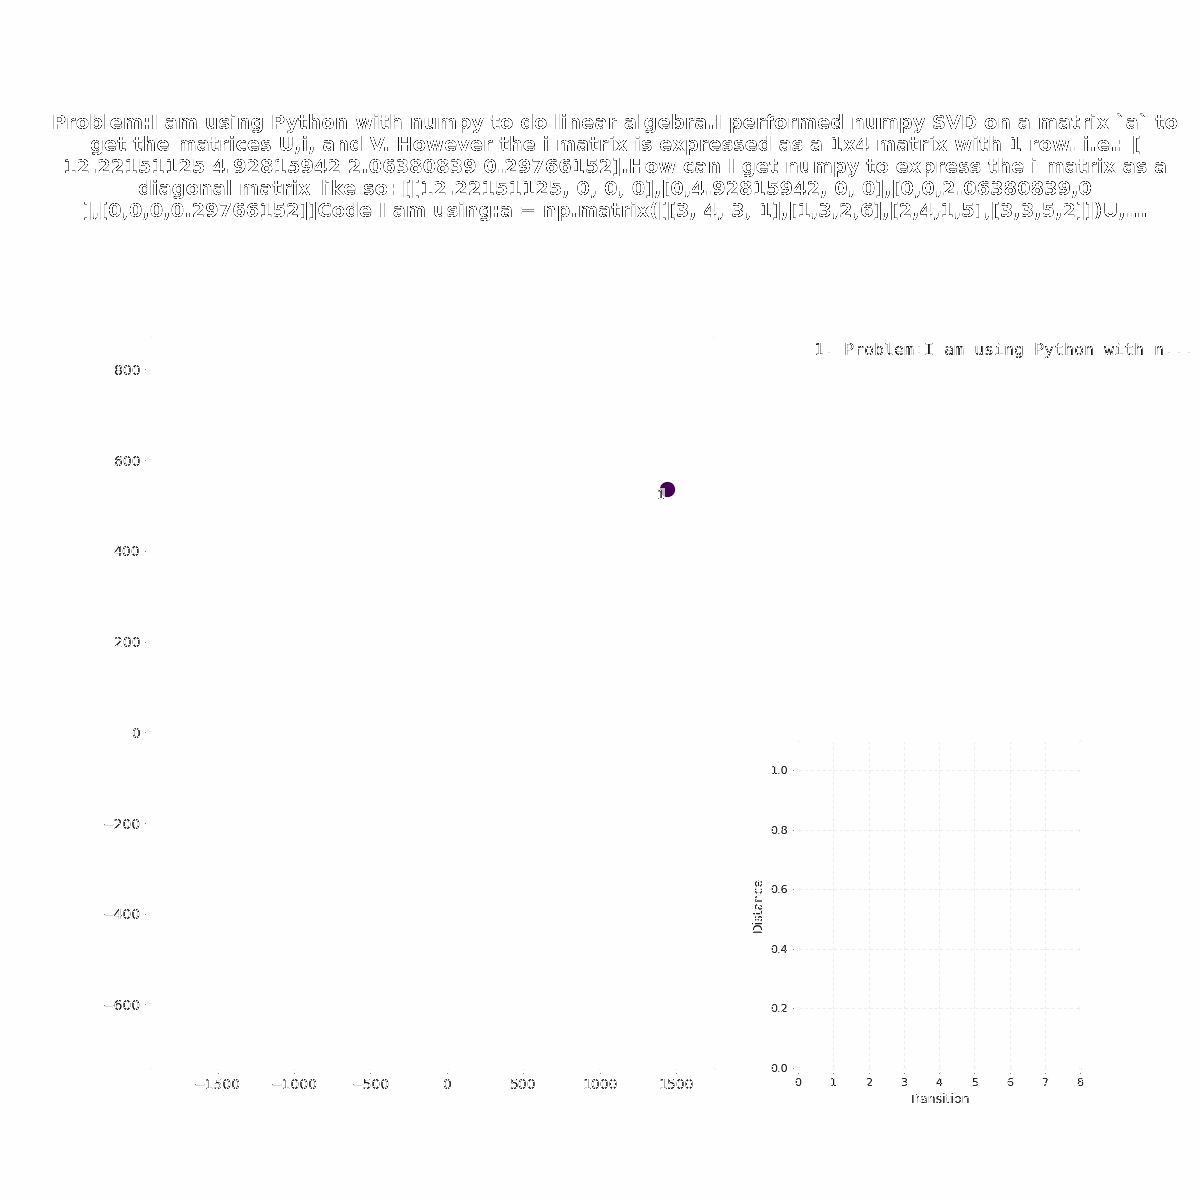 Problem:I am using Python with numpy to do linear algebra.I performed numpy SVD on a matrix `a` to
get the matrices U,i, and V. However the i matrix is expressed as a 1x4 matrix with 1 row. i.e.: [
12.22151125 4.92815942 2.06380839 0.29766152].How can I get numpy to express the i matrix as a
diagonal matrix like so: [[12.22151125, 0, 0, 0],[0,4.92815942, 0, 0],[0,0,2.06380839,0
],[0,0,0,0.29766152]]Code I am using:a = np.matrix([[3, 4, 3, 1],[1,3,2,6],[2,4,1,5],[3,3,5,2]])U,...
1. Problem:I am using Python with n...
800
600
400
200
0
−200
−400
−600
−1500 −1000 −500 0 500 1000 1500
1
1.0
0.8
0.6
0.4
0.2
0.0
Distance
0 1 2 3 4 5 6 7 8
Transition